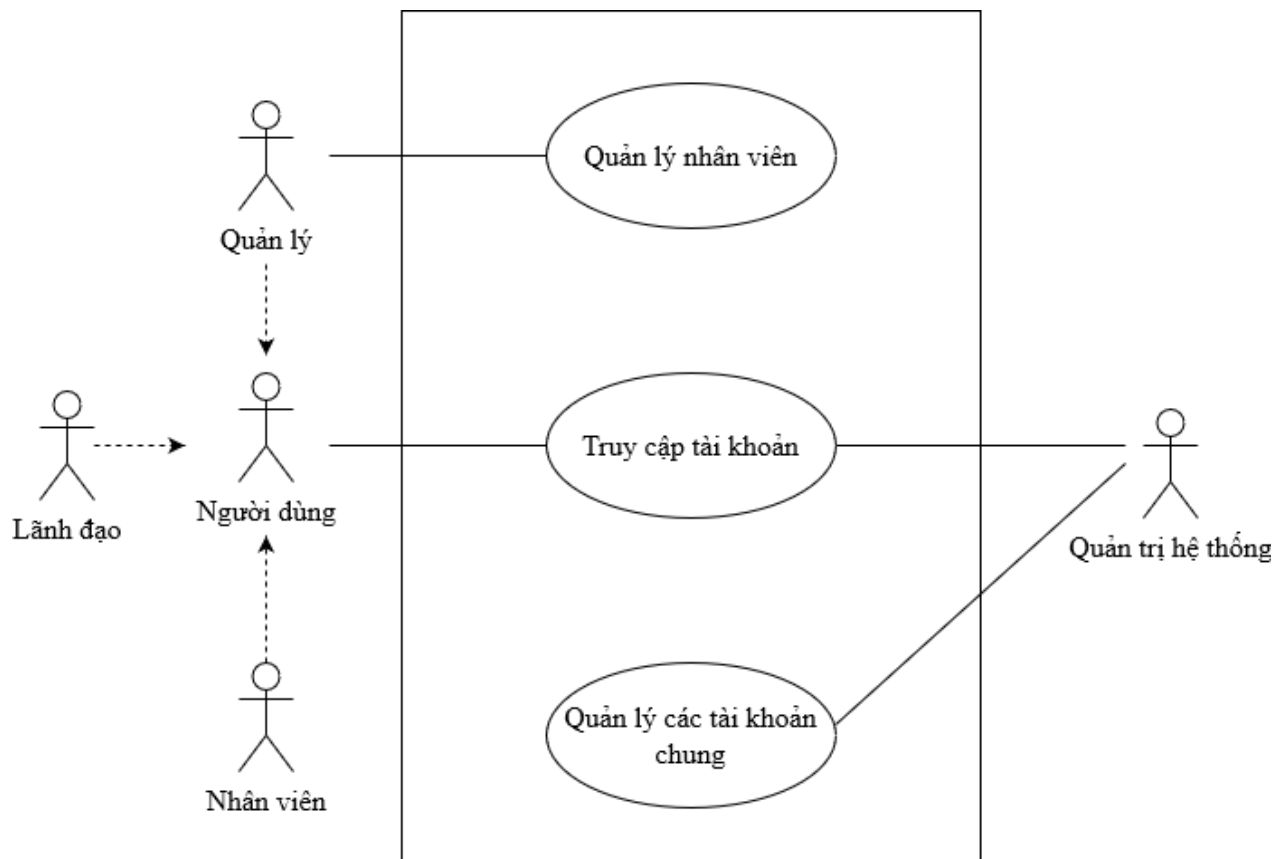 Quản lý nhân viên
Quản lý
Truy cập tài khoản
Người dùng
Lãnh đạo
Quản trị hệ thống
Quản lý các tài khoản
chung
Nhân viên